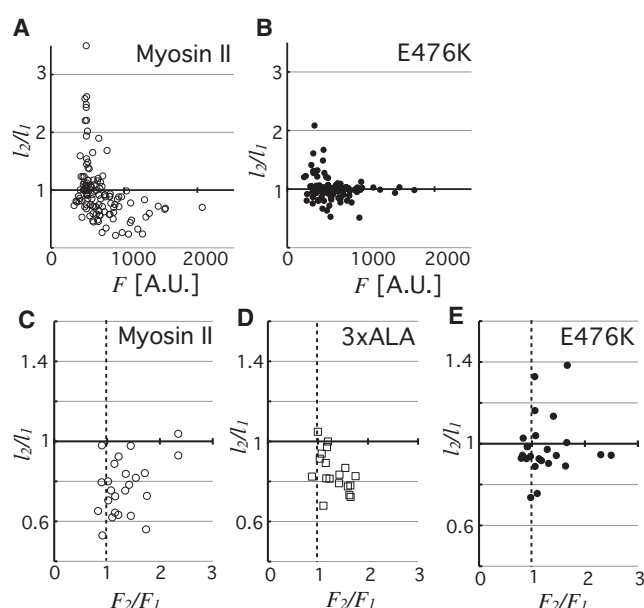 A Myosin II
B E476K
3
2
1
l2/l1
0 1000 2000
F [A.U.]
3
2
1
l2/l1
0 1000 2000
F [A.U.]
C Myosin II
D 3xALA
E E476K
1.4
1
0.6
l2/l1
0 1 2 3
F2/F1
1.4
1
0.6
l2/l1
0 1 2 3
F2/F1
1.4
1
0.6
l2/l1
0 1 2 3
F2/F1